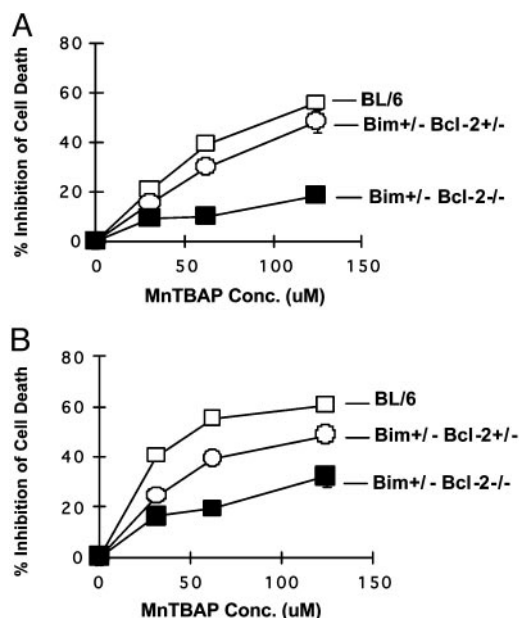 A
80
60
40
20
0
% Inhibition of Cell Death
BL/6
Bim+/- Bcl-2+/-
Bim+/- Bcl-2-/-
0 50 100 150
MnTBAP Conc. (uM)
B
80
60
40
20
0
% Inhibition of Cell Death
BL/6
Bim+/- Bcl-2+/-
Bim+/- Bcl-2-/-
0 50 100 150
MnTBAP Conc. (uM)